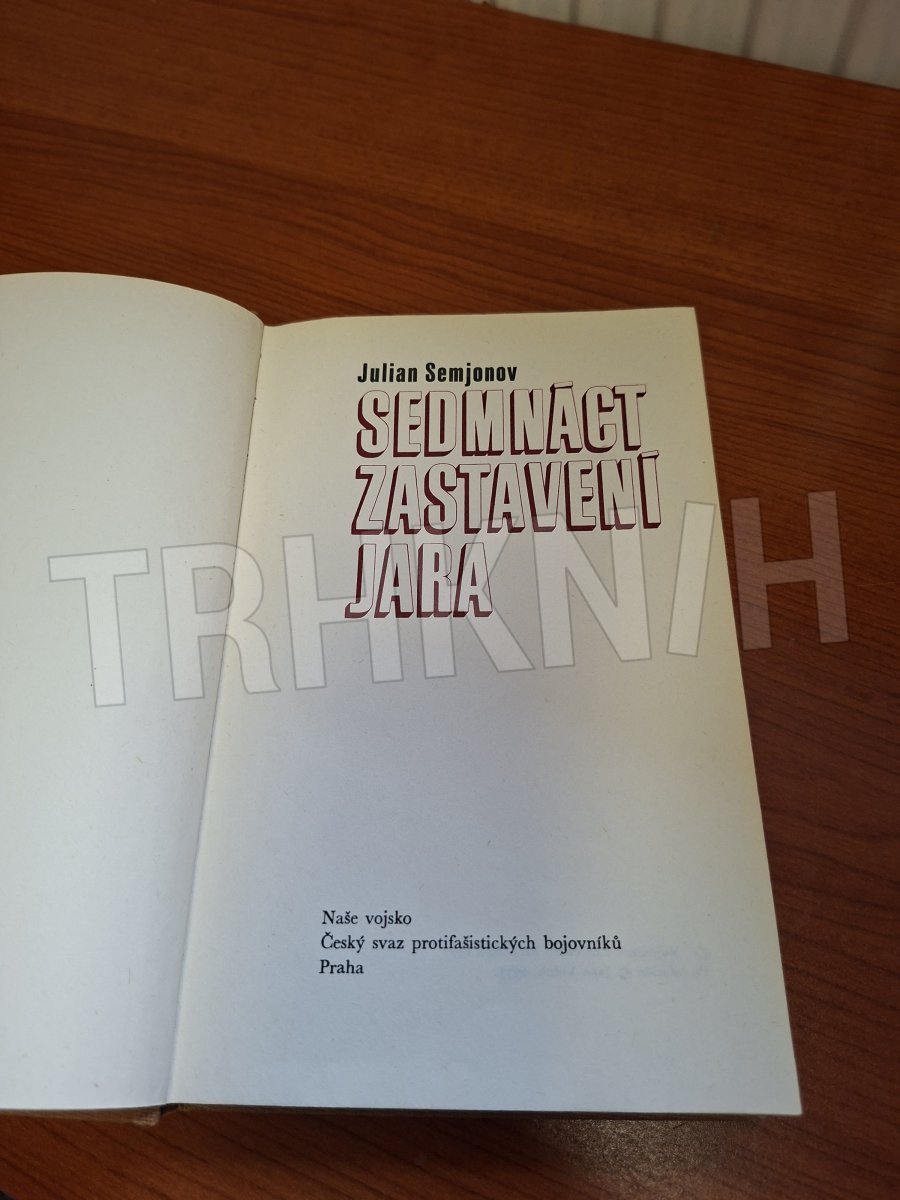 Julian Semjonov
SEDMNÁCT
ZASTAVENÍ
JARA
TRHKNIH
Naše vojsko
Český svaz protifašistických bojovníků
Praha